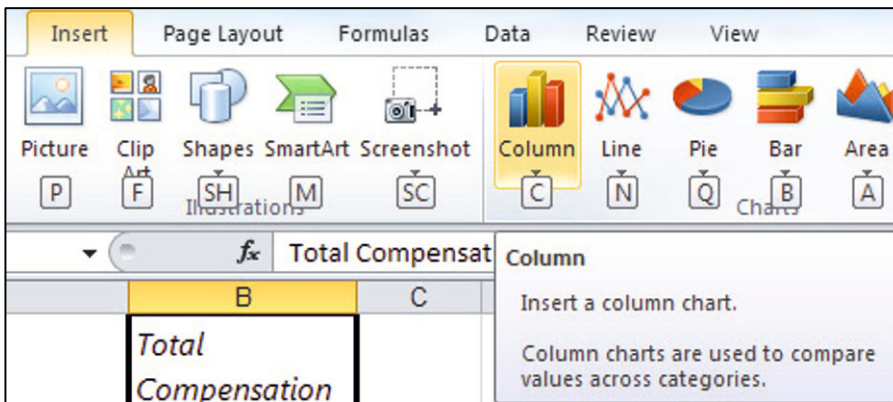 Insert Page Layout Formulas Data Review View
Picture Clip Art Shapes SmartArt Screenshot Column Line Pie Bar Area
P F SH M SC C N Q B A
Illustrations Charts
fx Total Compensat
B C
Total
Compensation
Column
Insert a column chart.
Column charts are used to compare
values across categories.